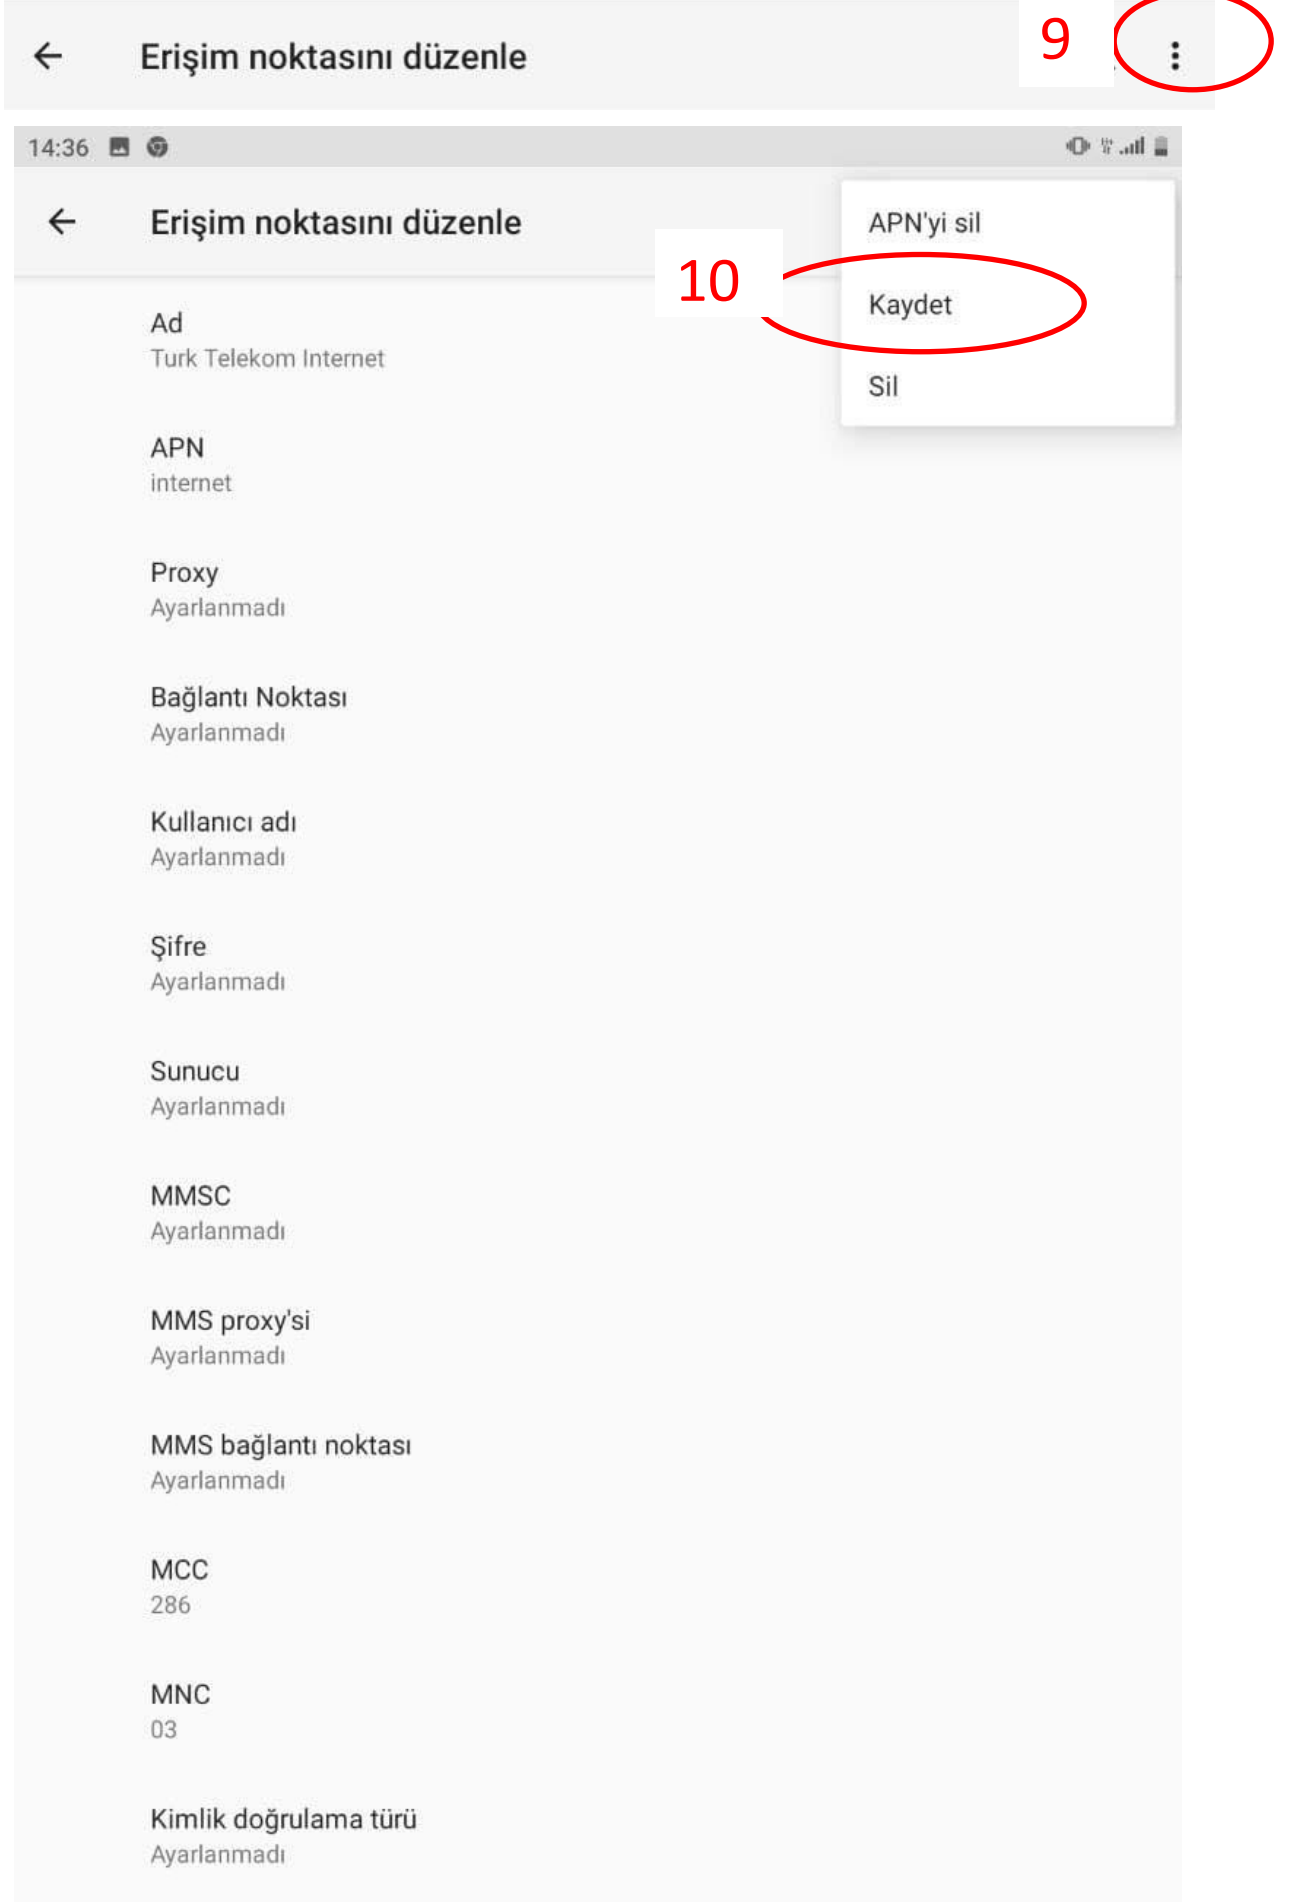 Erişim noktasını düzenle
9
14:36
Erişim noktasını düzenle
APN'yi sil
10
Kaydet
Sil
Ad
Turk Telekom Internet
APN
internet
Proxy
Ayarlanmadı
Bağlantı Noktası
Ayarlanmadı
Kullanıcı adı
Ayarlanmadı
Şifre
Ayarlanmadı
Sunucu
Ayarlanmadı
MMSC
Ayarlanmadı
MMS proxy'si
Ayarlanmadı
MMS bağlantı noktası
Ayarlanmadı
MCC
286
MNC
03
Kimlik doğrulama türü
Ayarlanmadı